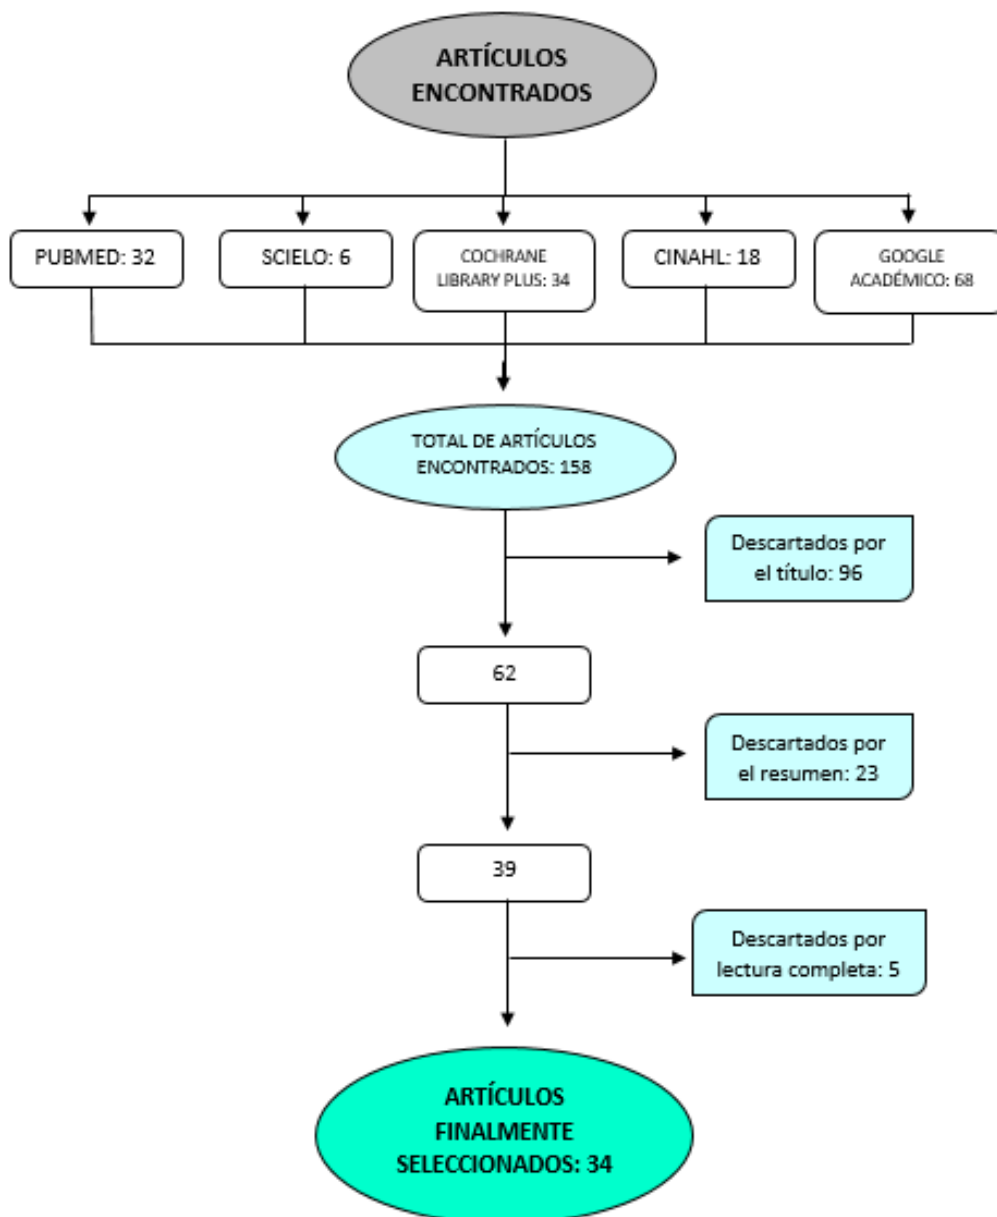 ARTÍCULOS
ENCONTRADOS
PUBMED: 32
SCIELO: 6
COCHRANE
LIBRARY PLUS: 34
CINAHL: 18
GOOGLE
ACADÉMICO: 68
TOTAL DE ARTÍCULOS
ENCONTRADOS: 158
Descartados por
el título: 96
62
Descartados por
el resumen: 23
39
Descartados por
lectura completa: 5
ARTÍCULOS
FINALMENTE
SELECCIONADOS: 34